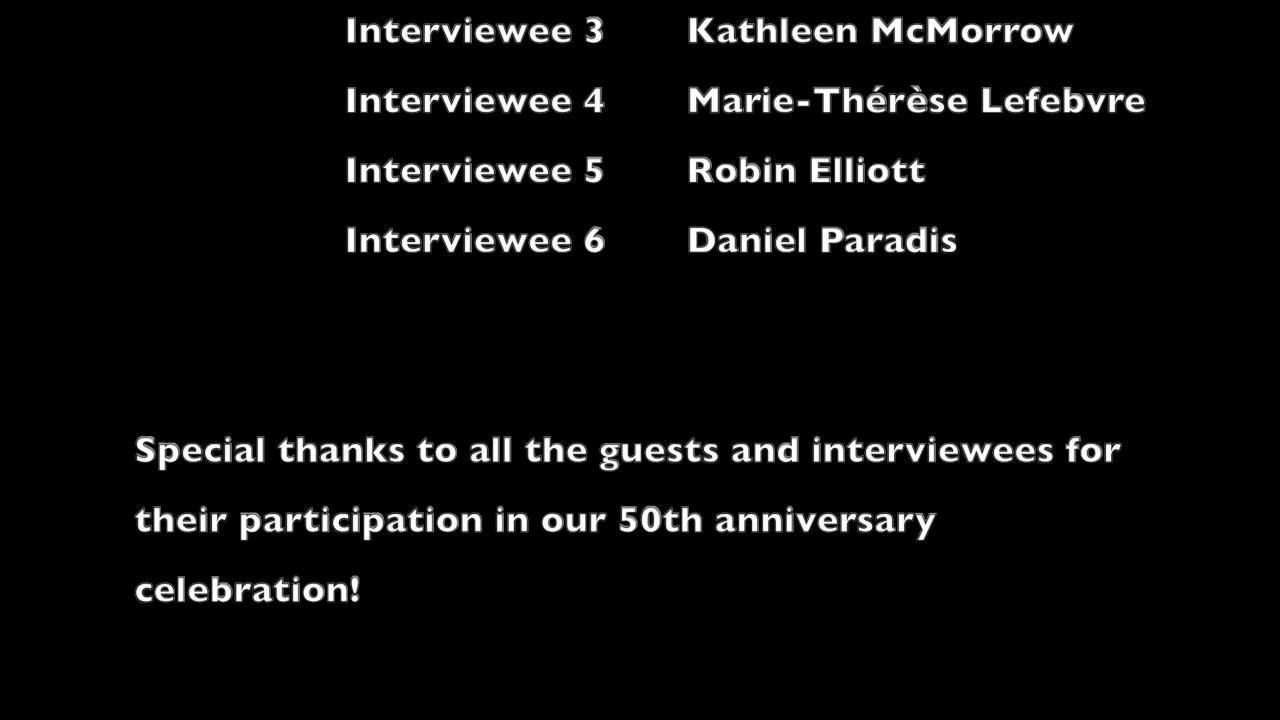 Interviewee 3 Kathleen McMorrow
Interviewee 4 Marie-Thérèse Lefebvre
Interviewee 5 Robin Elliott
Interviewee 6 Daniel Paradis
Special thanks to all the guests and interviewees for
their participation in our 50th anniversary
celebration!